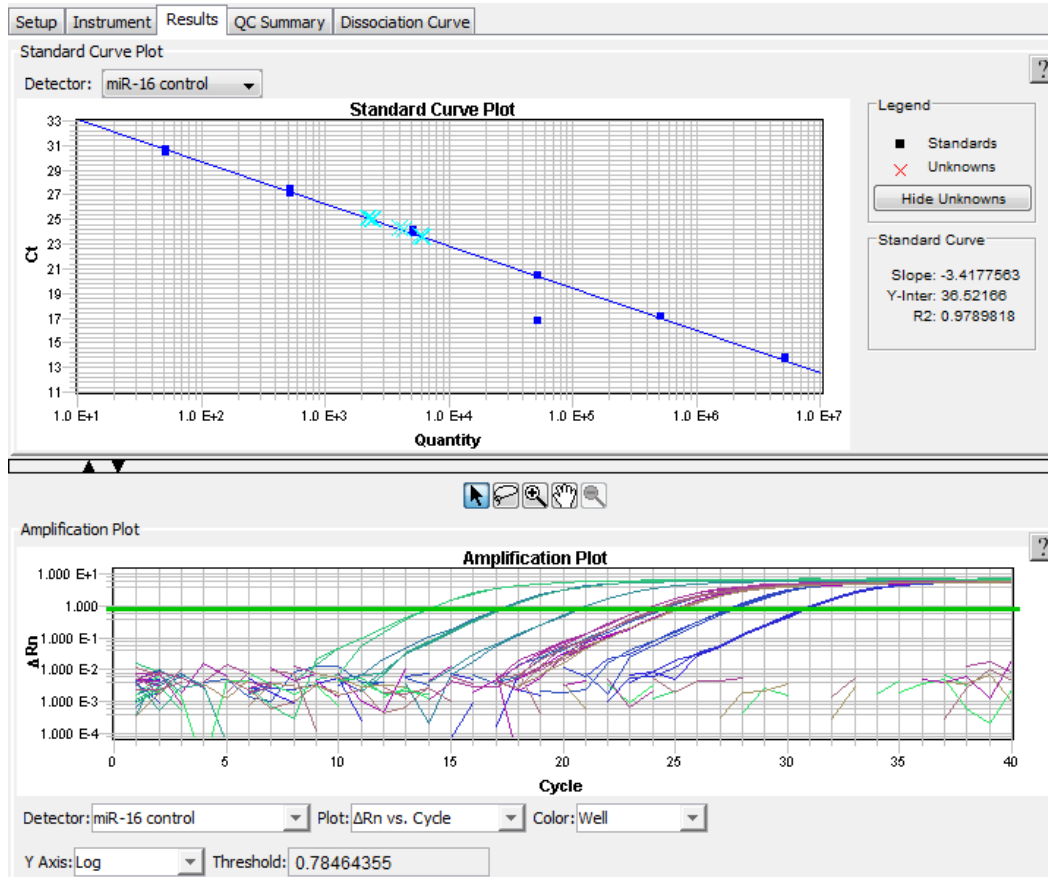 Setup Instrument Results QC Summary Dissociation Curve
Standard Curve Plot
?
Detector: miR-16 control
Standard Curve Plot
33
31
29
27
25
23
21
19
17
15
13
11
Ct
1.0 E+1 1.0 E+2 1.0 E+3 1.0 E+4 1.0 E+5 1.0 E+6 1.0 E+7
Quantity
Legend
Standards
Unknowns
Hide Unknowns
Standard Curve
Slope: -3.4177563
Y-Inter: 36.52166
R2: 0.9789818
Amplification Plot
?
Amplification Plot
1.000 E+1
1.000
1.000 E-1
1.000 E-2
1.000 E-3
1.000 E-4
Δ Rn
0 5 10 15 20 25 30 35 40
Cycle
Detector: miR-16 control Plot: ΔRn vs. Cycle Color: Well
Y Axis: Log Threshold: 0.78464355